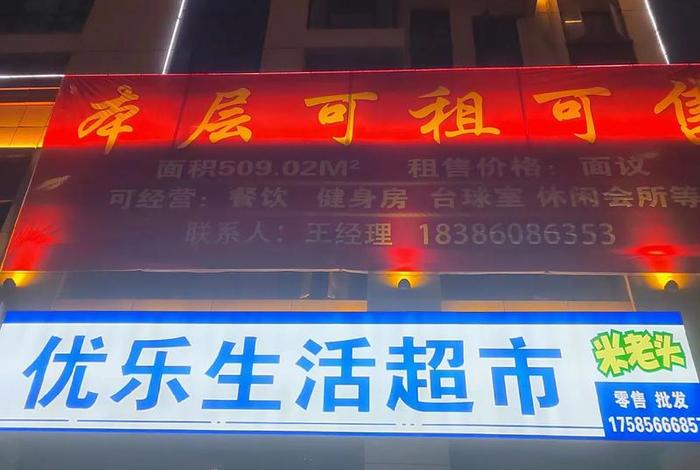 本层可租可售
面积509.02M² 租售价格：面议
可经营：餐饮 健身房 台球室 休闲会所等
联系人：王经理 18386086353
优乐生活超市
米老头
零售 批发
17585666851